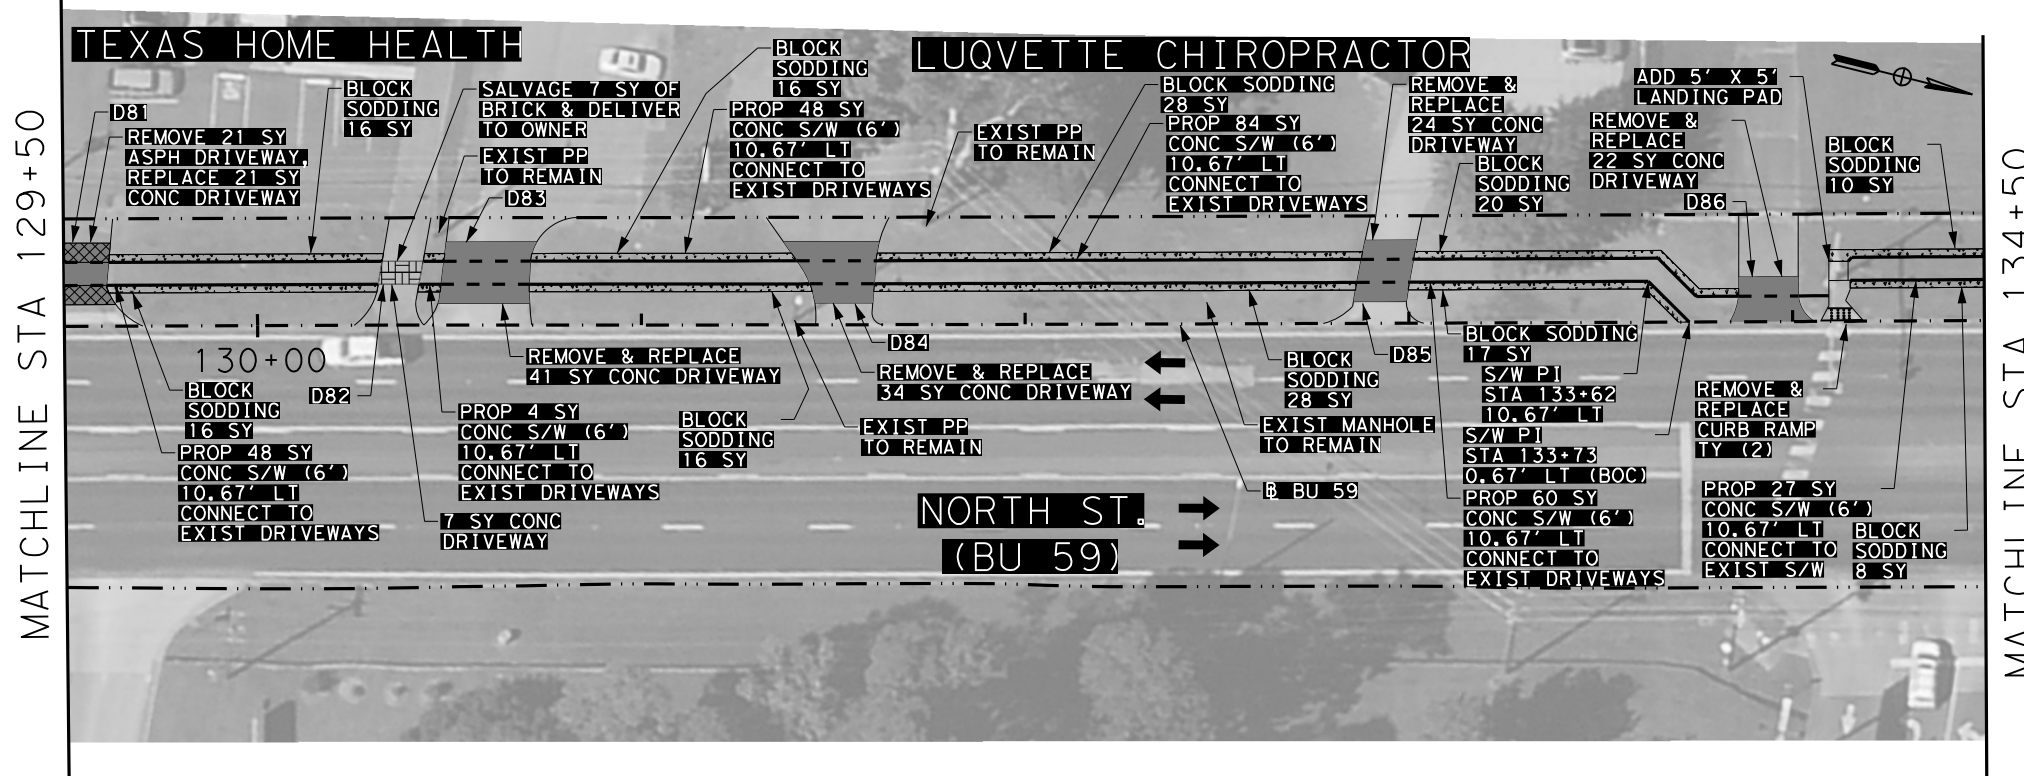 MATCHLINE STA 129+50
TEXAS HOME HEALTH
LUQVETTE CHIROPRACTOR
D81
REMOVE 21 SY
ASPH DRIVEWAY,
REPLACE 21 SY
CONC DRIVEWAY
BLOCK
SODDING
16 SY
SALVAGE 7 SY OF
BRICK & DELIVER
TO OWNER
EXIST PP
TO REMAIN
D83
BLOCK
SODDING
16 SY
PROP 48 SY
CONC S/W (6')
10.67' LT
CONNECT TO
EXIST DRIVEWAYS
EXIST PP
TO REMAIN
BLOCK SODDING
28 SY
PROP 84 SY
CONC S/W (6')
10.67' LT
CONNECT TO
EXIST DRIVEWAYS
REMOVE &
REPLACE
24 SY CONC
DRIVEWAY
BLOCK
SODDING
20 SY
ADD 5' X 5'
LANDING PAD
REMOVE &
REPLACE
22 SY CONC
DRIVEWAY
D86
BLOCK
SODDING
10 SY
130+00
BLOCK
SODDING
16 SY
D82
PROP 48 SY
CONC S/W (6')
10.67' LT
CONNECT TO
EXIST DRIVEWAYS
REMOVE & REPLACE
41 SY CONC DRIVEWAY
PROP 4 SY
CONC S/W (6')
10.67' LT
CONNECT TO
EXIST DRIVEWAYS
7 SY CONC
DRIVEWAY
BLOCK
SODDING
16 SY
D84
REMOVE & REPLACE
34 SY CONC DRIVEWAY
EXIST PP
TO REMAIN
NORTH ST.
(BU 59)
BLOCK
SODDING
28 SY
D85
EXIST MANHOLE
TO REMAIN
℄ BU 59
BLOCK SODDING
17 SY
S/W PI
STA 133+62
10.67' LT
S/W PI
STA 133+73
0.67' LT (BOC)
PROP 60 SY
CONC S/W (6')
10.67' LT
CONNECT TO
EXIST DRIVEWAYS
REMOVE &
REPLACE
CURB RAMP
TY (2)
PROP 27 SY
CONC S/W (6')
10.67' LT
CONNECT TO
EXIST S/W
BLOCK
SODDING
8 SY
MATCHLINE STA 134+50